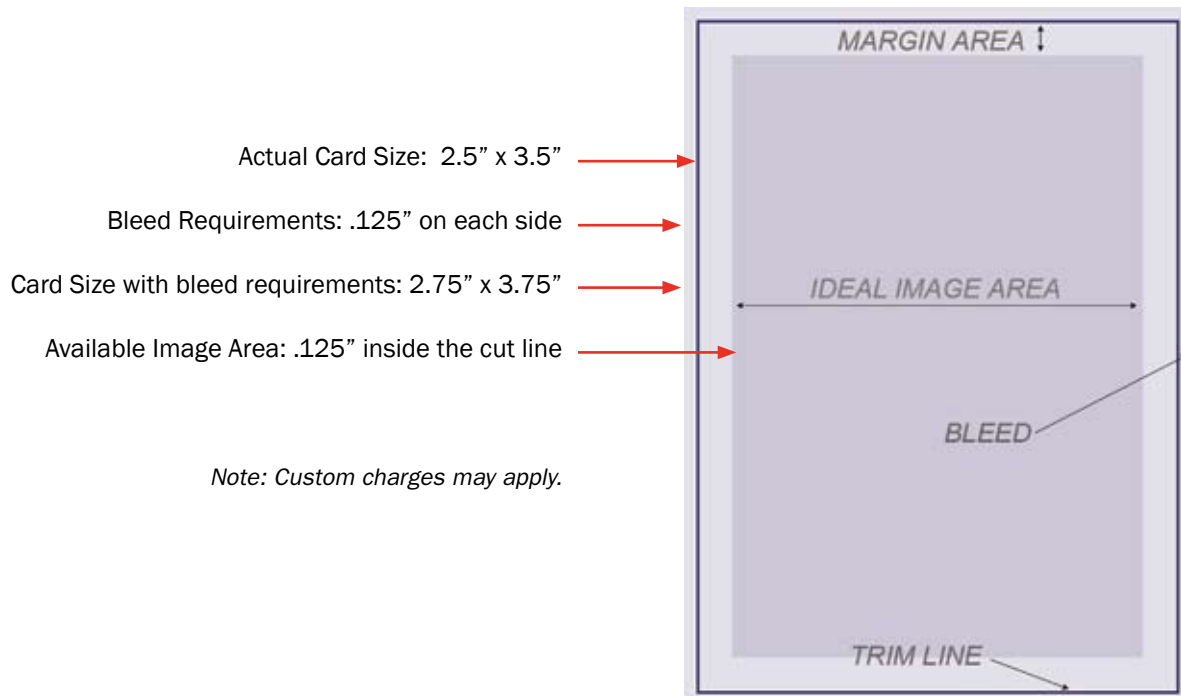 MARGIN AREA
Actual Card Size:  2.5” x 3.5”
Bleed Requirements: .125” on each side
Card Size with bleed requirements: 2.75” x 3.75”
IDEAL IMAGE AREA
Available Image Area: .125” inside the cut line
BLEED
Note: Custom charges may apply.
TRIM LINE